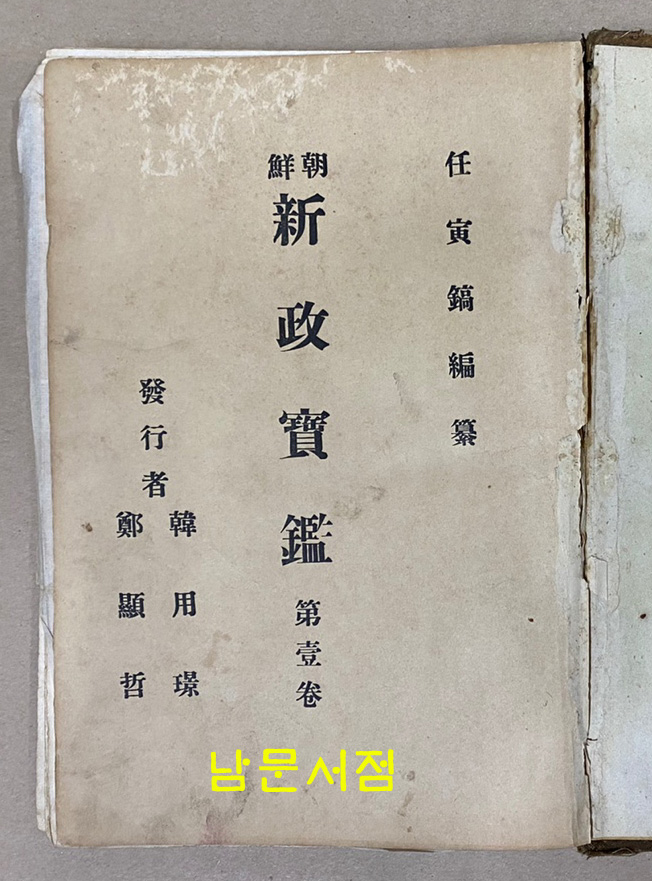 任寅鎬編纂
朝鮮
新政寶鑑 第壹卷
發行者
韓用璟
鄭顯哲
남문서점